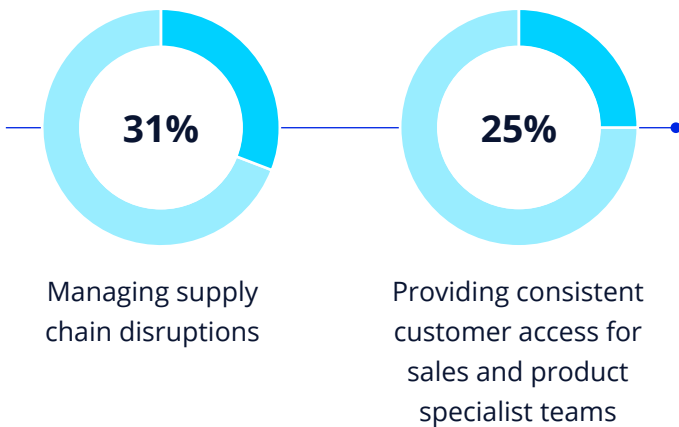 31%
25%
Managing supply
chain disruptions
Providing consistent
customer access for
sales and product
specialist teams